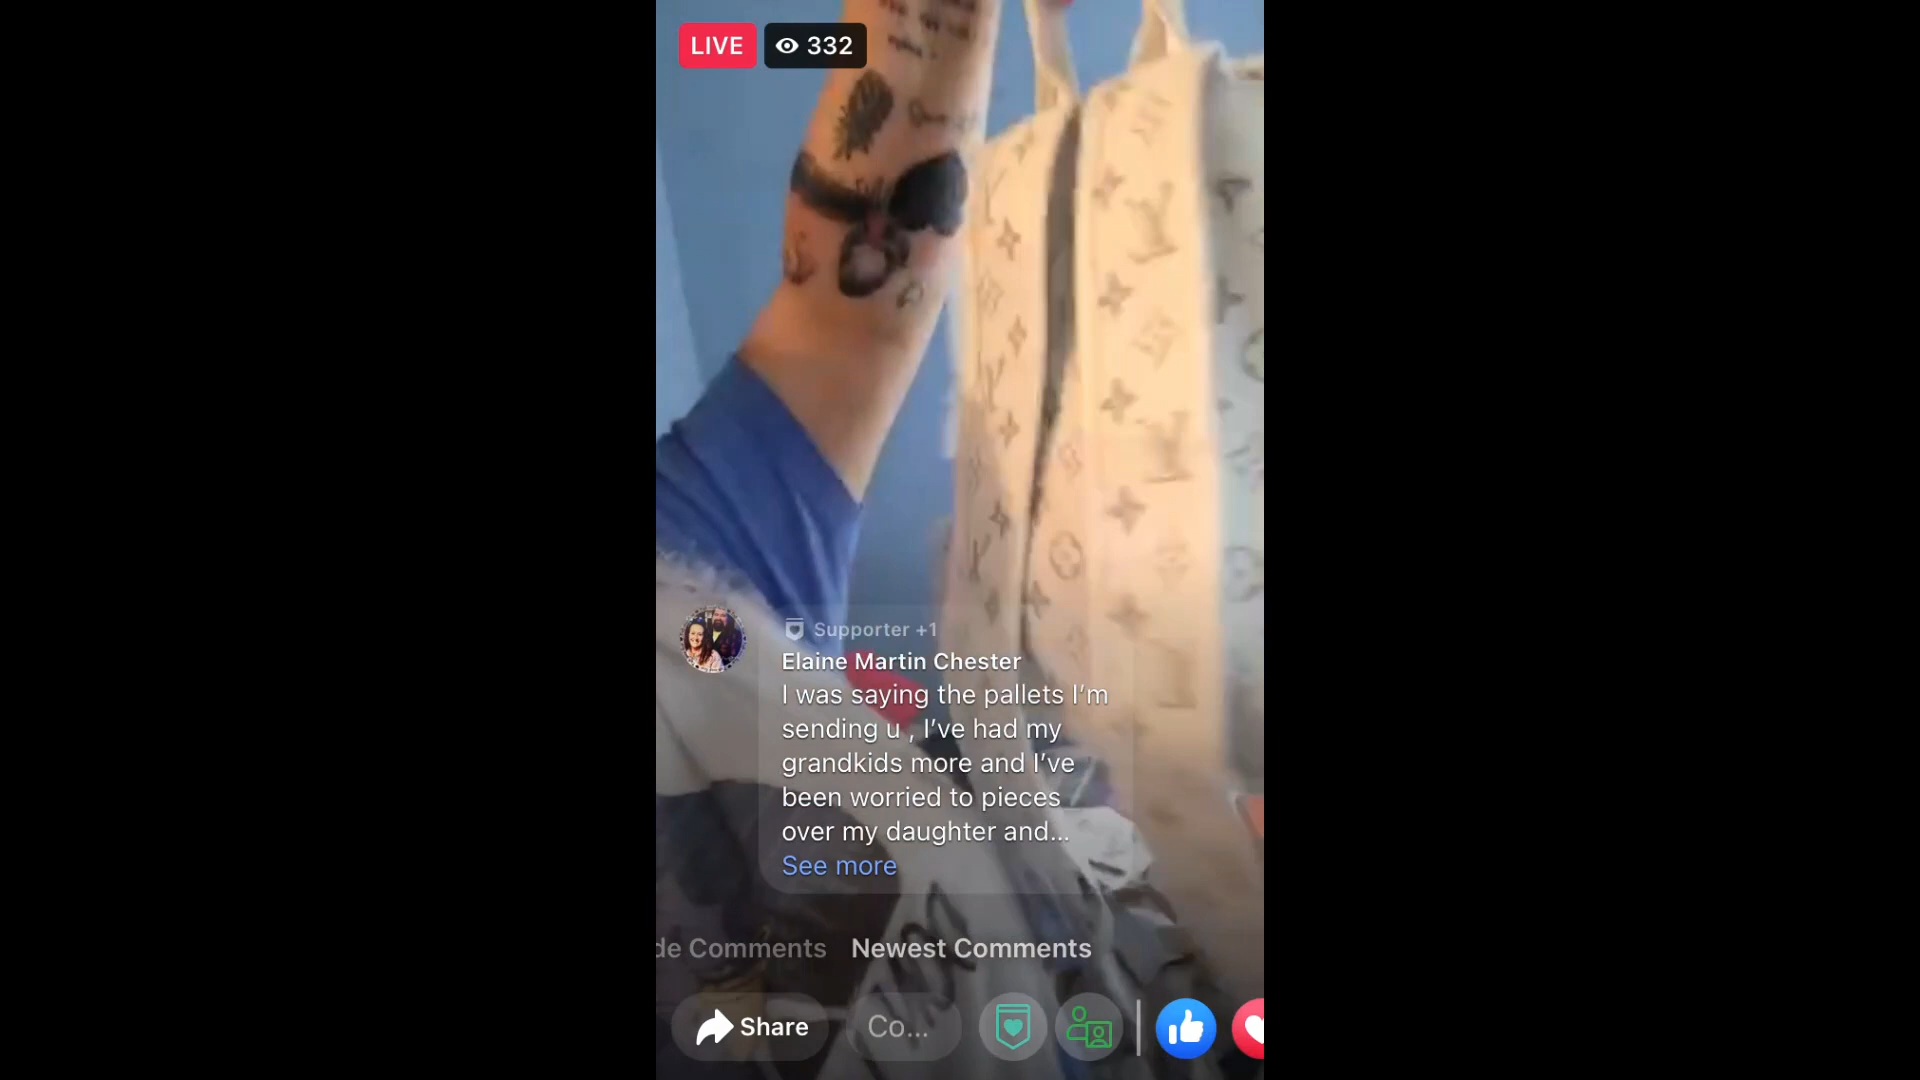 LIVE 332
Supporter +1
Elaine Martin Chester
I was saying the pallets I'm
sending u , I've had my
grandkids more and I've
been worried to pieces
over my daughter and...
See more
de Comments Newest Comments
Share Co...